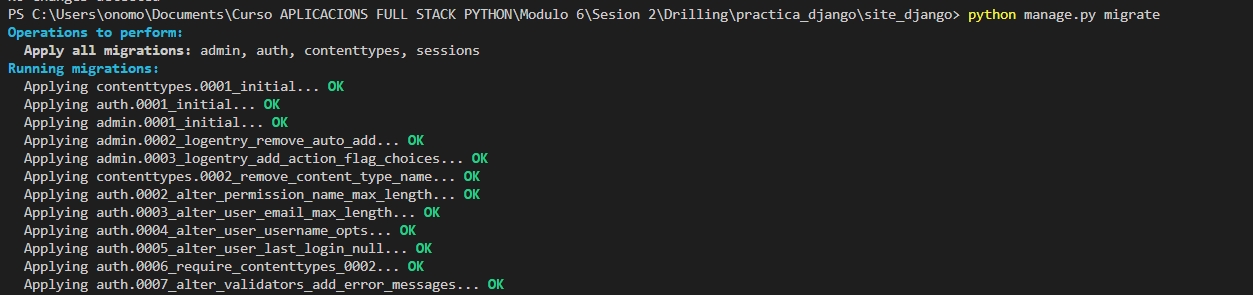 No changes detected
PS C:\Users\onomo\Documents\Curso APLICACIONS FULL STACK PYTHON\Modulo 6\Sesion 2\Drilling\practica_django\site_django> python manage.py migrate
Operations to perform:
  Apply all migrations: admin, auth, contenttypes, sessions
Running migrations:
  Applying contenttypes.0001_initial... OK
  Applying auth.0001_initial... OK
  Applying admin.0001_initial... OK
  Applying admin.0002_logentry_remove_auto_add... OK
  Applying admin.0003_logentry_add_action_flag_choices... OK
  Applying contenttypes.0002_remove_content_type_name... OK
  Applying auth.0002_alter_permission_name_max_length... OK
  Applying auth.0003_alter_user_email_max_length... OK
  Applying auth.0004_alter_user_username_opts... OK
  Applying auth.0005_alter_user_last_login_null... OK
  Applying auth.0006_require_contenttypes_0002... OK
  Applying auth.0007_alter_validators_add_error_messages... OK